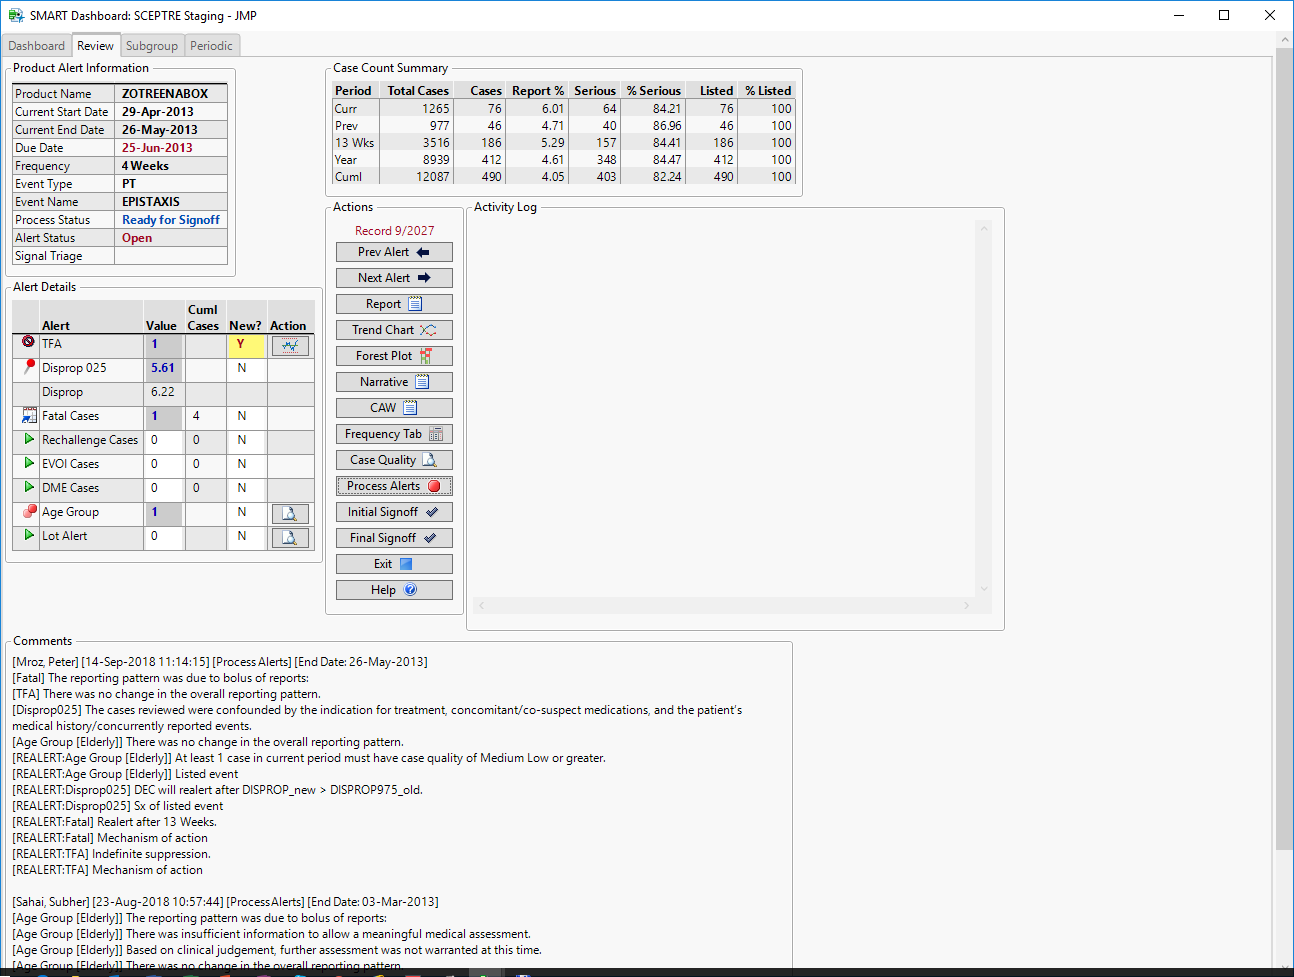 SMART Dashboard: SCEPTRE Staging - JMP
Dashboard Review Subgroup Periodic
Product Alert Information
Product Name ZOTREENABOX
Current Start Date 29-Apr-2013
Current End Date 26-May-2013
Due Date 25-Jun-2013
Frequency 4 Weeks
Event Type PT
Event Name EPISTAXIS
Process Status Ready for Signoff
Alert Status Open
Signal Triage
Case Count Summary
Period Total Cases Cases Report % Serious % Serious Listed % Listed
Curr 1265 76 6.01 64 84.21 76 100
Prev 977 46 4.71 40 86.96 46 100
13 Wks 3516 186 5.29 157 84.41 186 100
Year 8939 412 4.61 348 84.47 412 100
Cuml 12087 490 4.05 403 82.24 490 100
Alert Details
Cuml
Alert Value Cases New? Action
TFA 1 Y
Disprop 025 5.61 N
Disprop 6.22
Fatal Cases 1 4 N
Rechallenge Cases 0 0 N
EVOI Cases 0 0 N
DME Cases 0 0 N
Age Group 1 N
Lot Alert 0 N
Actions
Record 9/2027
Prev Alert
Next Alert
Report
Trend Chart
Forest Plot
Narrative
CAW
Frequency Tab
Case Quality
Process Alerts
Initial Signoff
Final Signoff
Exit
Help
Activity Log
Comments
[Mroz, Peter] [14-Sep-2018 11:14:15] [Process Alerts] [End Date: 26-May-2013]
[Fatal] The reporting pattern was due to bolus of reports:
[TFA] There was no change in the overall reporting pattern.
[Disprop025] The cases reviewed were confounded by the indication for treatment, concomitant/co-suspect medications, and the patient's
medical history/concurrently reported events.
[Age Group [Elderly]] There was no change in the overall reporting pattern.
[REALERT:Age Group [Elderly]] At least 1 case in current period must have case quality of Medium Low or greater.
[REALERT:Age Group [Elderly]] Listed event
[REALERT:Disprop025] DEC will realert after DISPROP_new > DISPROP975_old.
[REALERT:Disprop025] Sx of listed event
[REALERT:Fatal] Realert after 13 Weeks.
[REALERT:Fatal] Mechanism of action
[REALERT:TFA] Indefinite suppression.
[REALERT:TFA] Mechanism of action
[Sahai, Subher] [23-Aug-2018 10:57:44] [Process Alerts] [End Date: 03-Mar-2013]
[Age Group [Elderly]] The reporting pattern was due to bolus of reports:
[Age Group [Elderly]] There was insufficient information to allow a meaningful medical assessment.
[Age Group [Elderly]] Based on clinical judgement, further assessment was not warranted at this time.
[Age Group [Elderly]] There was no change in the overall reporting pattern.